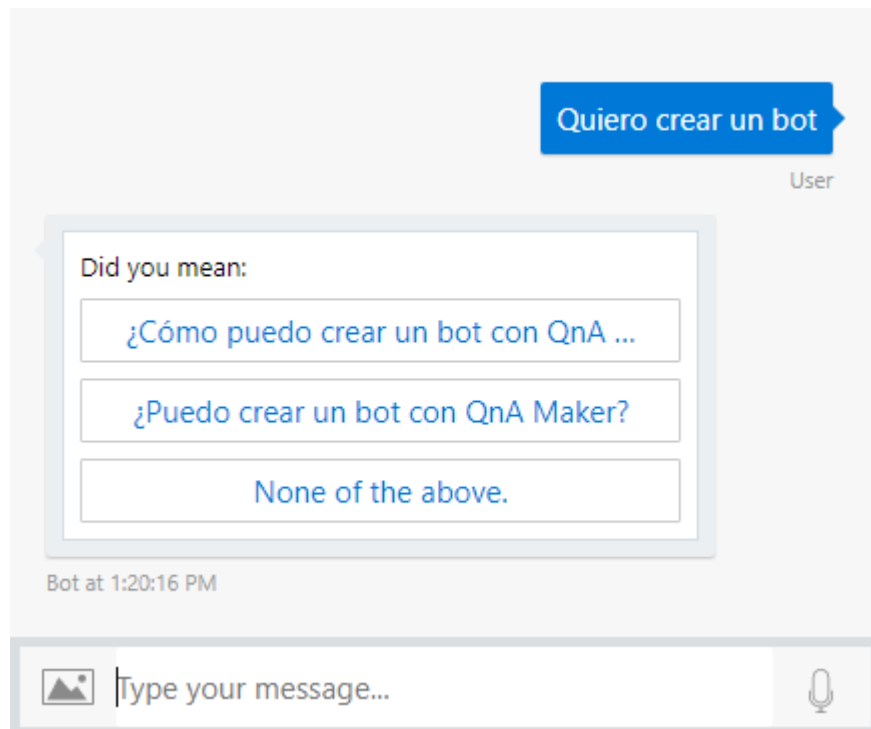 Quiero crear un bot
User
Did you mean:
¿Cómo puedo crear un bot con QnA ...
¿Puedo crear un bot con QnA Maker?
None of the above.
Bot at 1:20:16 PM
Type your message...